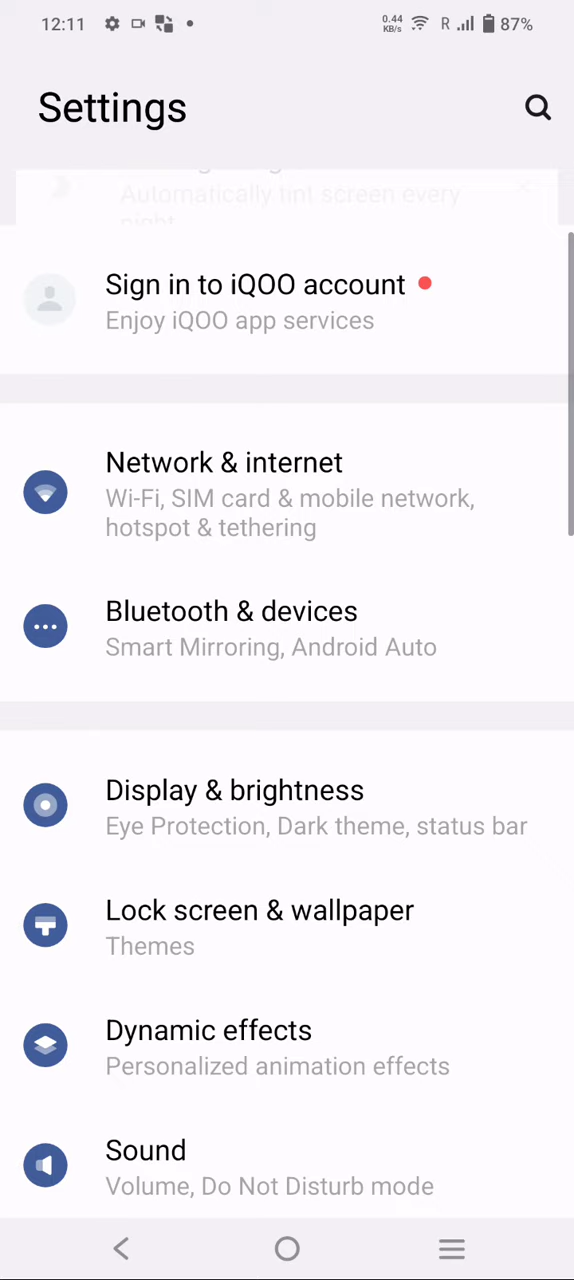 12:11
0.44
KB/s
R
87%
Settings
Automatically tint screen every
night
Sign in to iQOO account
Enjoy iQOO app services
Network & internet
Wi-Fi, SIM card & mobile network,
hotspot & tethering
Bluetooth & devices
Smart Mirroring, Android Auto
Display & brightness
Eye Protection, Dark theme, status bar
Lock screen & wallpaper
Themes
Dynamic effects
Personalized animation effects
Sound
Volume, Do Not Disturb mode